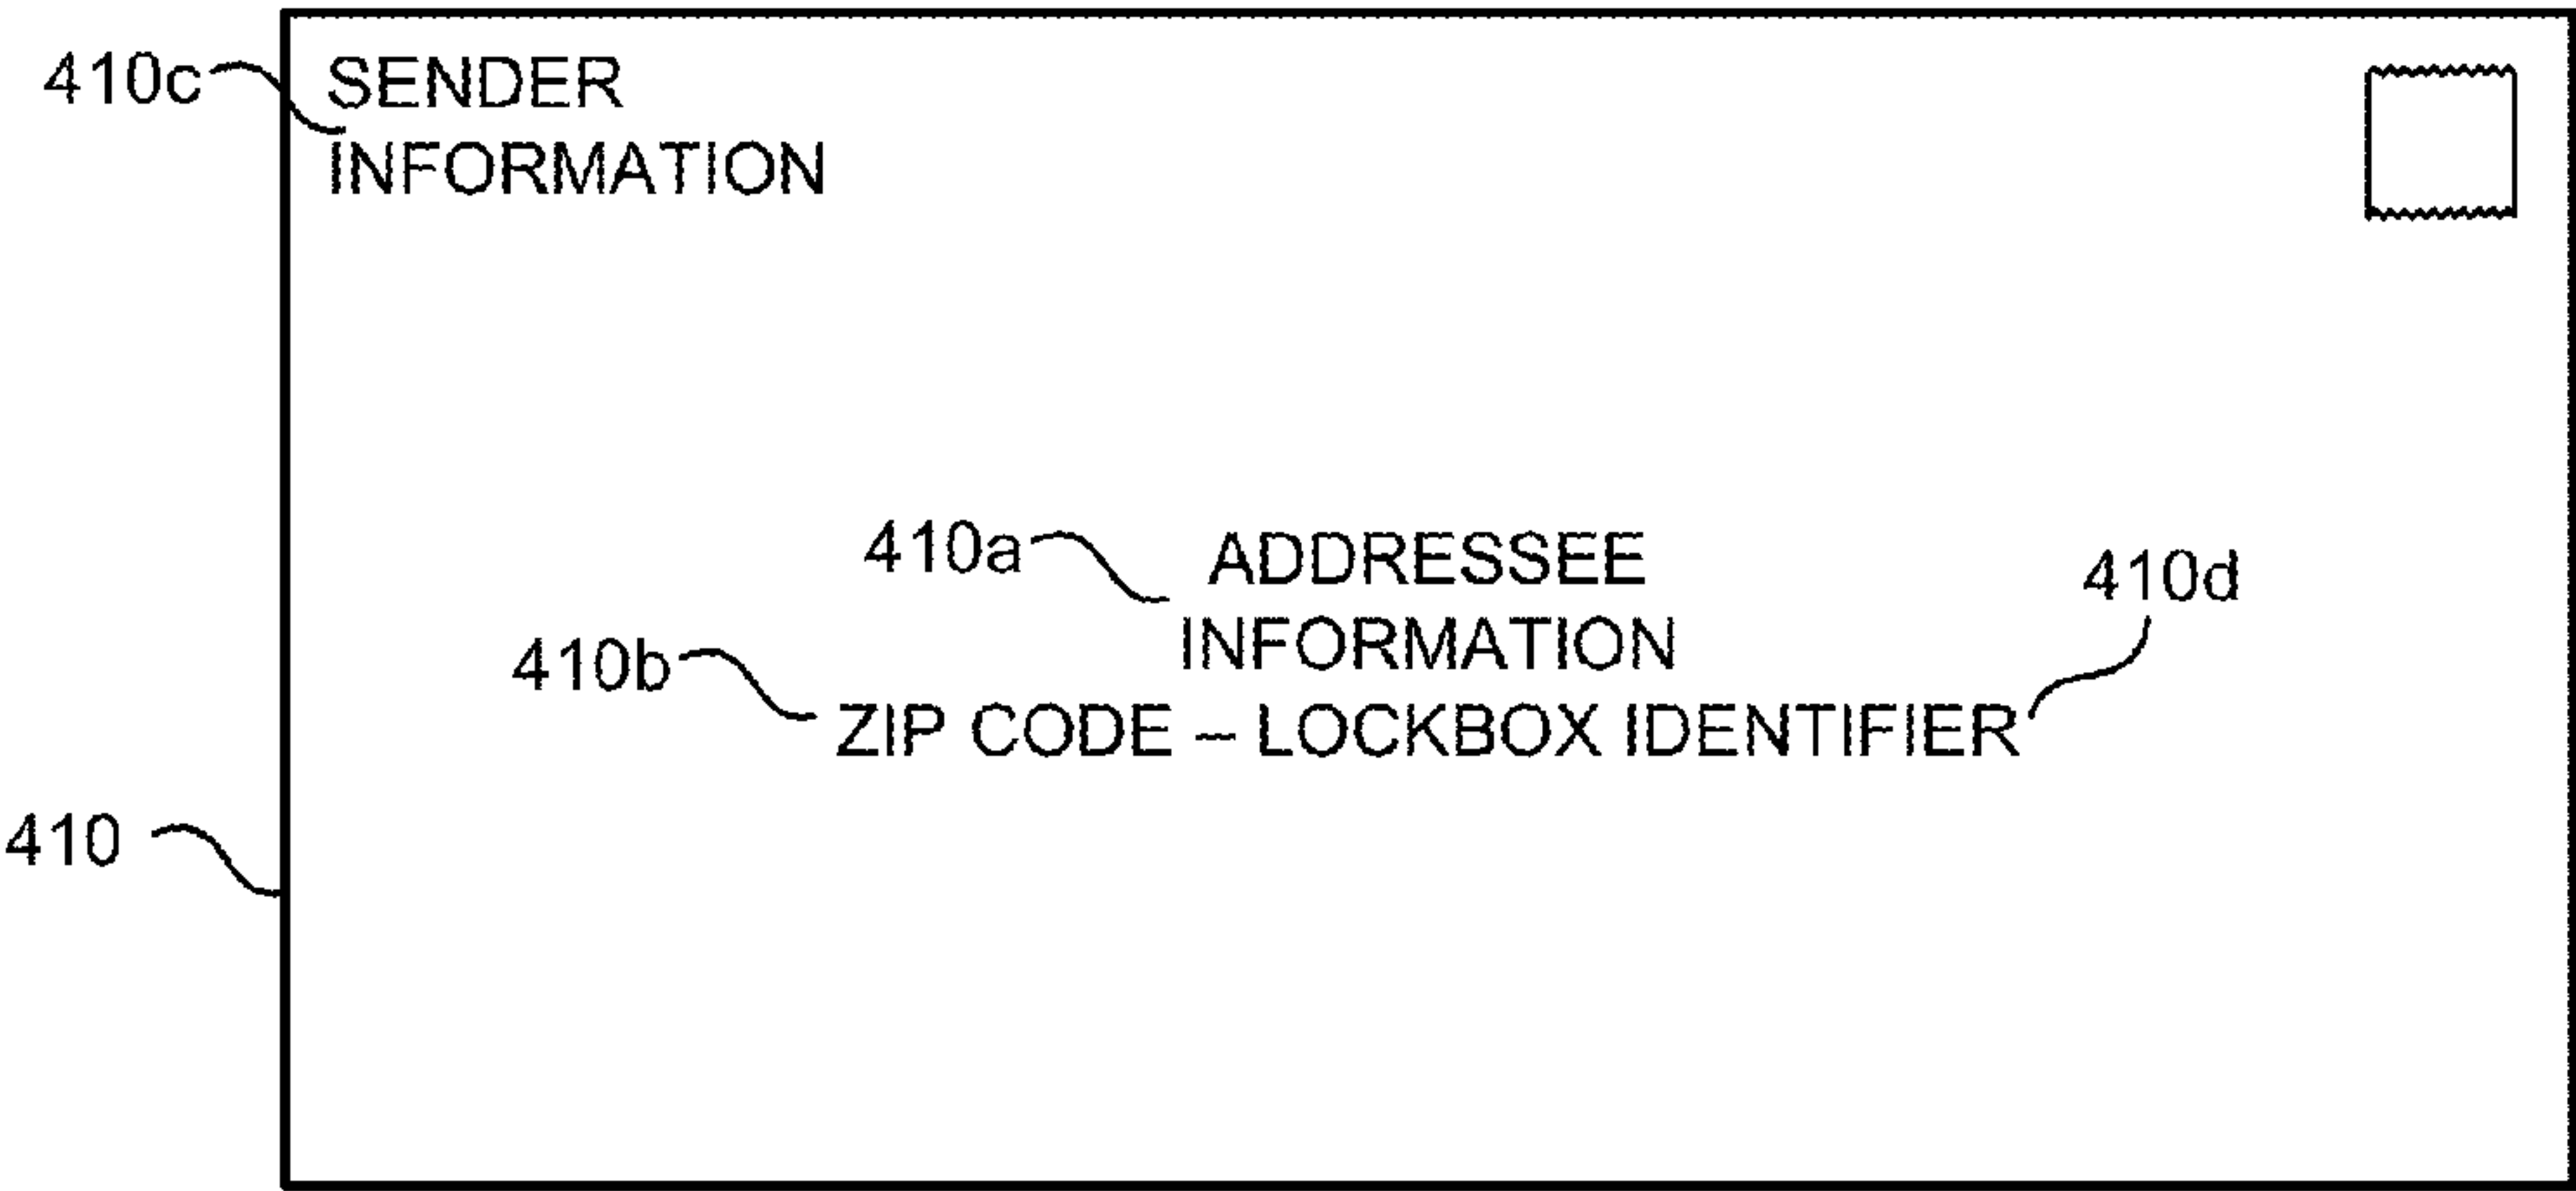 410c SENDER
INFORMATION
410a ADDRESSEE
INFORMATION
410d
410b ZIP CODE – LOCKBOX IDENTIFIER
410